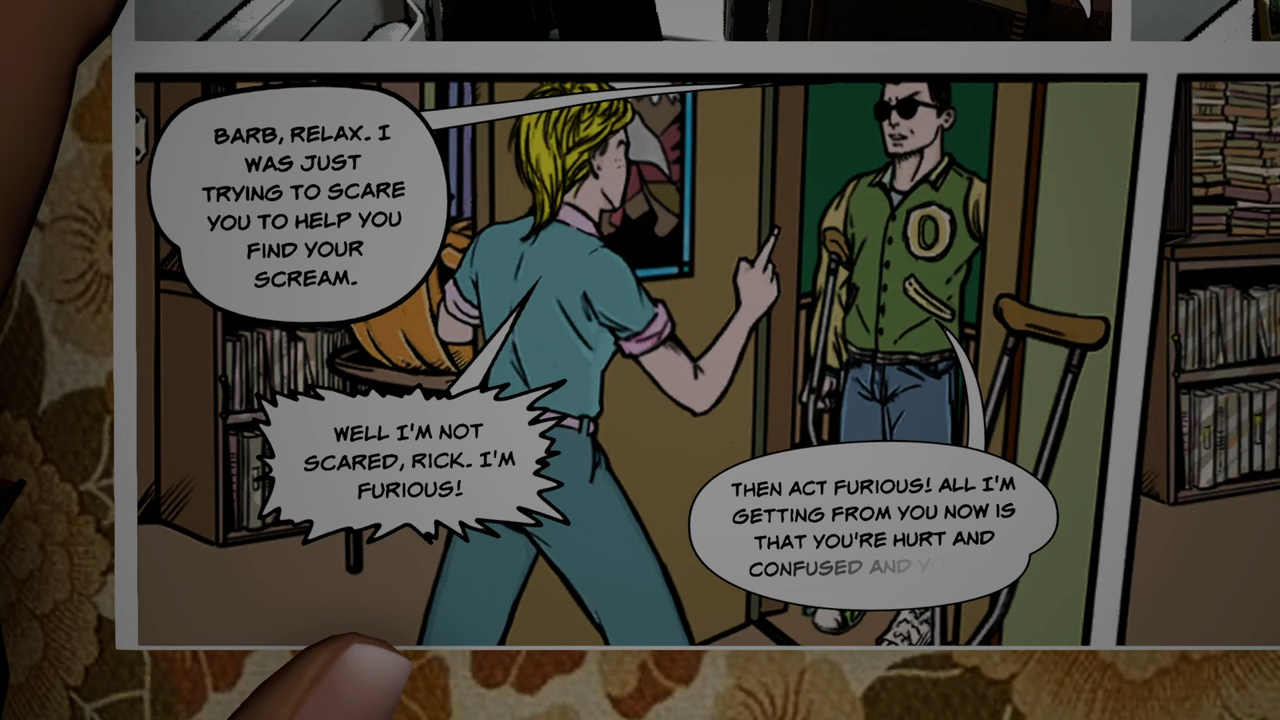 BARB, RELAX. I
WAS JUST
TRYING TO SCARE
YOU TO HELP YOU
FIND YOUR
SCREAM.
WELL I'M NOT
SCARED, RICK. I'M
FURIOUS!
O
THEN ACT FURIOUS! ALL I'M
GETTING FROM YOU NOW IS
THAT YOU'RE HURT AND
CONFUSED AND